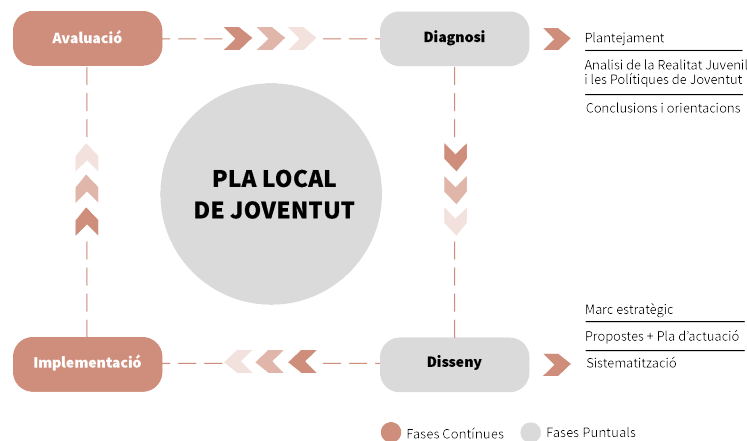 Avaluació
Diagnosi
Plantejament
Analisi de la Realitat Juvenil
i les Polítiques de Joventut
Conclusions i orientacions
PLA LOCAL
DE JOVENTUT
Marc estratègic
Propostes + Pla d'actuació
Sistematització
Implementació
Disseny
Fases Contínues
Fases Puntuals